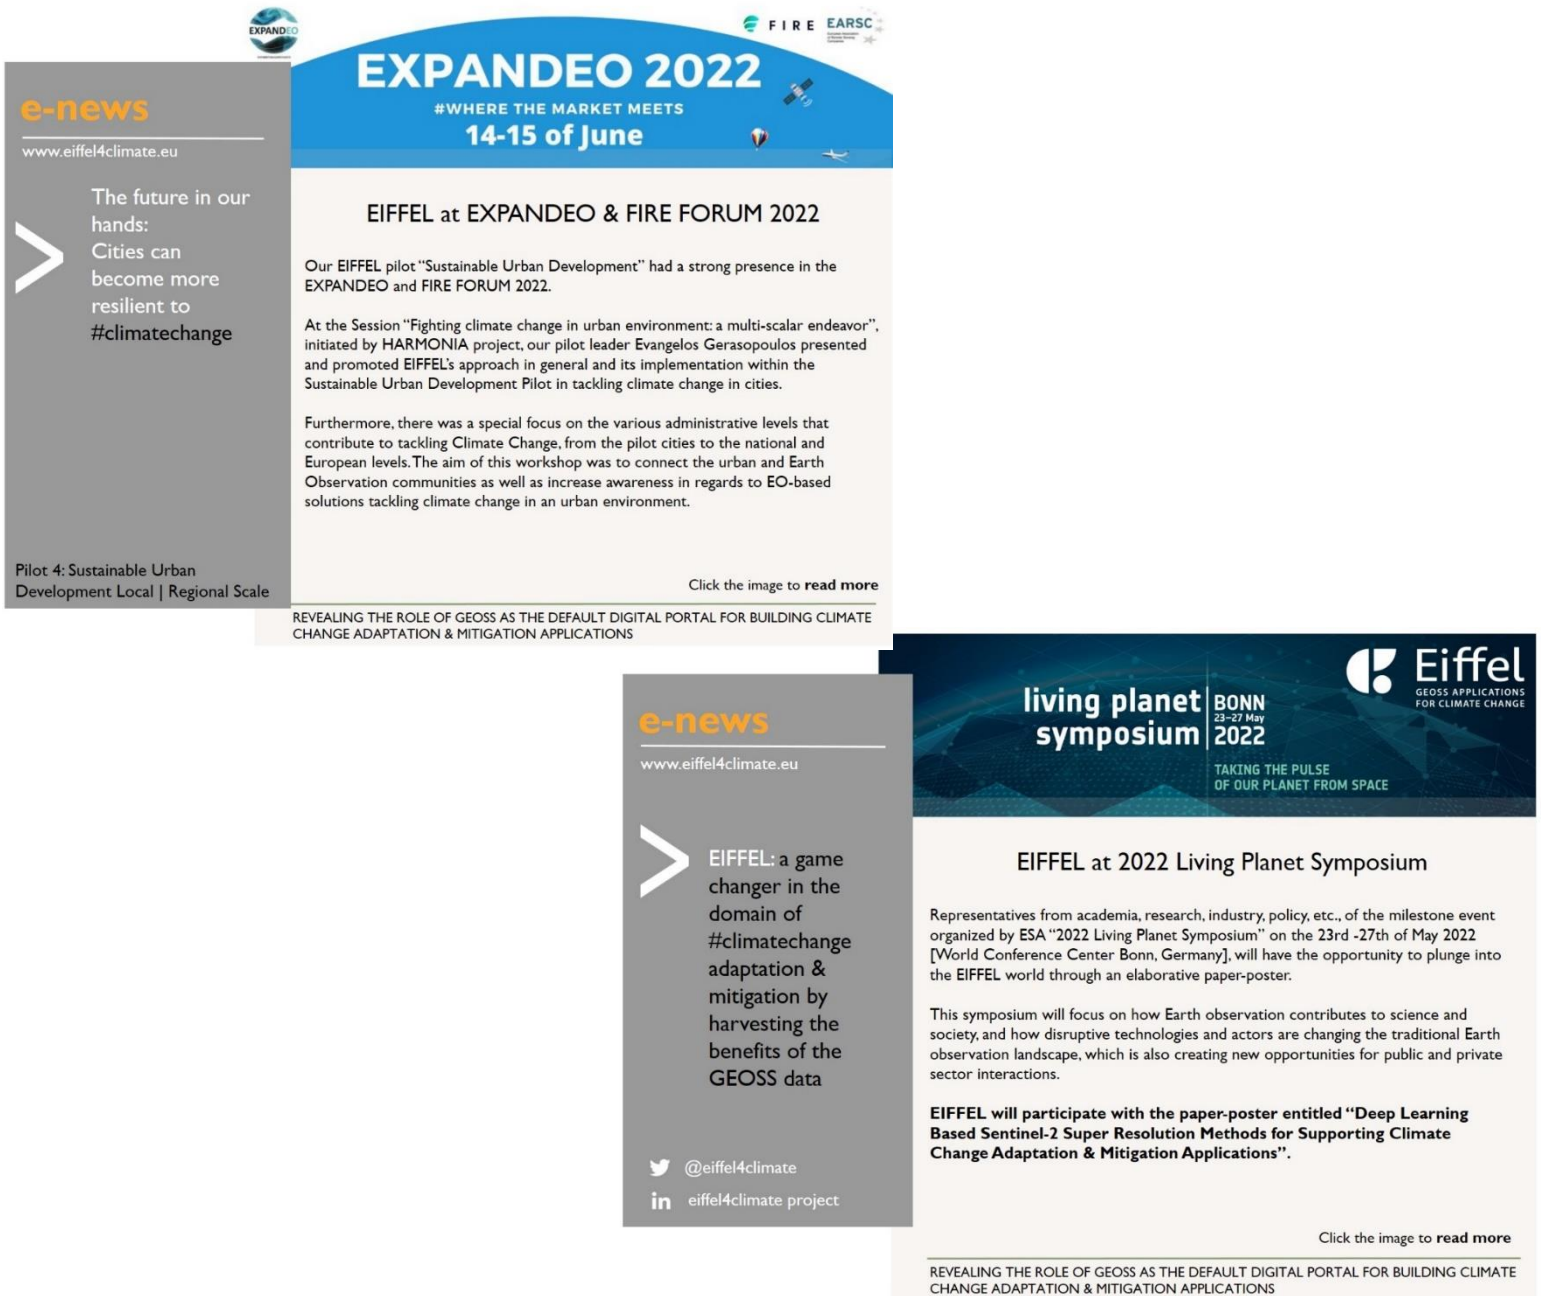 EXPANDEO
FIRE
EARSC
EXPANDEO 2022
#WHERE THE MARKET MEETS
14-15 of June
e-news
www.eiffel4climate.eu
The future in our
hands:
Cities can
become more
resilient to
#climatechange
Pilot 4: Sustainable Urban
Development Local | Regional Scale
EIFFEL at EXPANDEO & FIRE FORUM 2022
Our EIFFEL pilot “Sustainable Urban Development” had a strong presence in the
EXPANDEO and FIRE FORUM 2022.
At the Session “Fighting climate change in urban environment: a multi-scalar endeavor”,
initiated by HARMONIA project, our pilot leader Evangelos Gerasopoulos presented
and promoted EIFFEL’s approach in general and its implementation within the
Sustainable Urban Development Pilot in tackling climate change in cities.
Furthermore, there was a special focus on the various administrative levels that
contribute to tackling Climate Change, from the pilot cities to the national and
European levels. The aim of this workshop was to connect the urban and Earth
Observation communities as well as increase awareness in regards to EO-based
solutions tackling climate change in an urban environment.
Click the image to read more
REVEALING THE ROLE OF GEOSS AS THE DEFAULT DIGITAL PORTAL FOR BUILDING CLIMATE
CHANGE ADAPTATION & MITIGATION APPLICATIONS
living planet
symposium
BONN
23-27 May
2022
TAKING THE PULSE
OF OUR PLANET FROM SPACE
Eiffel
GEOSS APPLICATIONS
FOR CLIMATE CHANGE
e-news
www.eiffel4climate.eu
EIFFEL: a game
changer in the
domain of
#climatechange
adaptation &
mitigation by
harvesting the
benefits of the
GEOSS data
@eiffel4climate
in eiffel4climate project
EIFFEL at 2022 Living Planet Symposium
Representatives from academia, research, industry, policy, etc., of the milestone event
organized by ESA “2022 Living Planet Symposium” on the 23rd -27th of May 2022
[World Conference Center Bonn, Germany], will have the opportunity to plunge into
the EIFFEL world through an elaborative paper-poster.
This symposium will focus on how Earth observation contributes to science and
society, and how disruptive technologies and actors are changing the traditional Earth
observation landscape, which is also creating new opportunities for public and private
sector interactions.
EIFFEL will participate with the paper-poster entitled “Deep Learning
Based Sentinel-2 Super Resolution Methods for Supporting Climate
Change Adaptation & Mitigation Applications”.
Click the image to read more
REVEALING THE ROLE OF GEOSS AS THE DEFAULT DIGITAL PORTAL FOR BUILDING CLIMATE
CHANGE ADAPTATION & MITIGATION APPLICATIONS